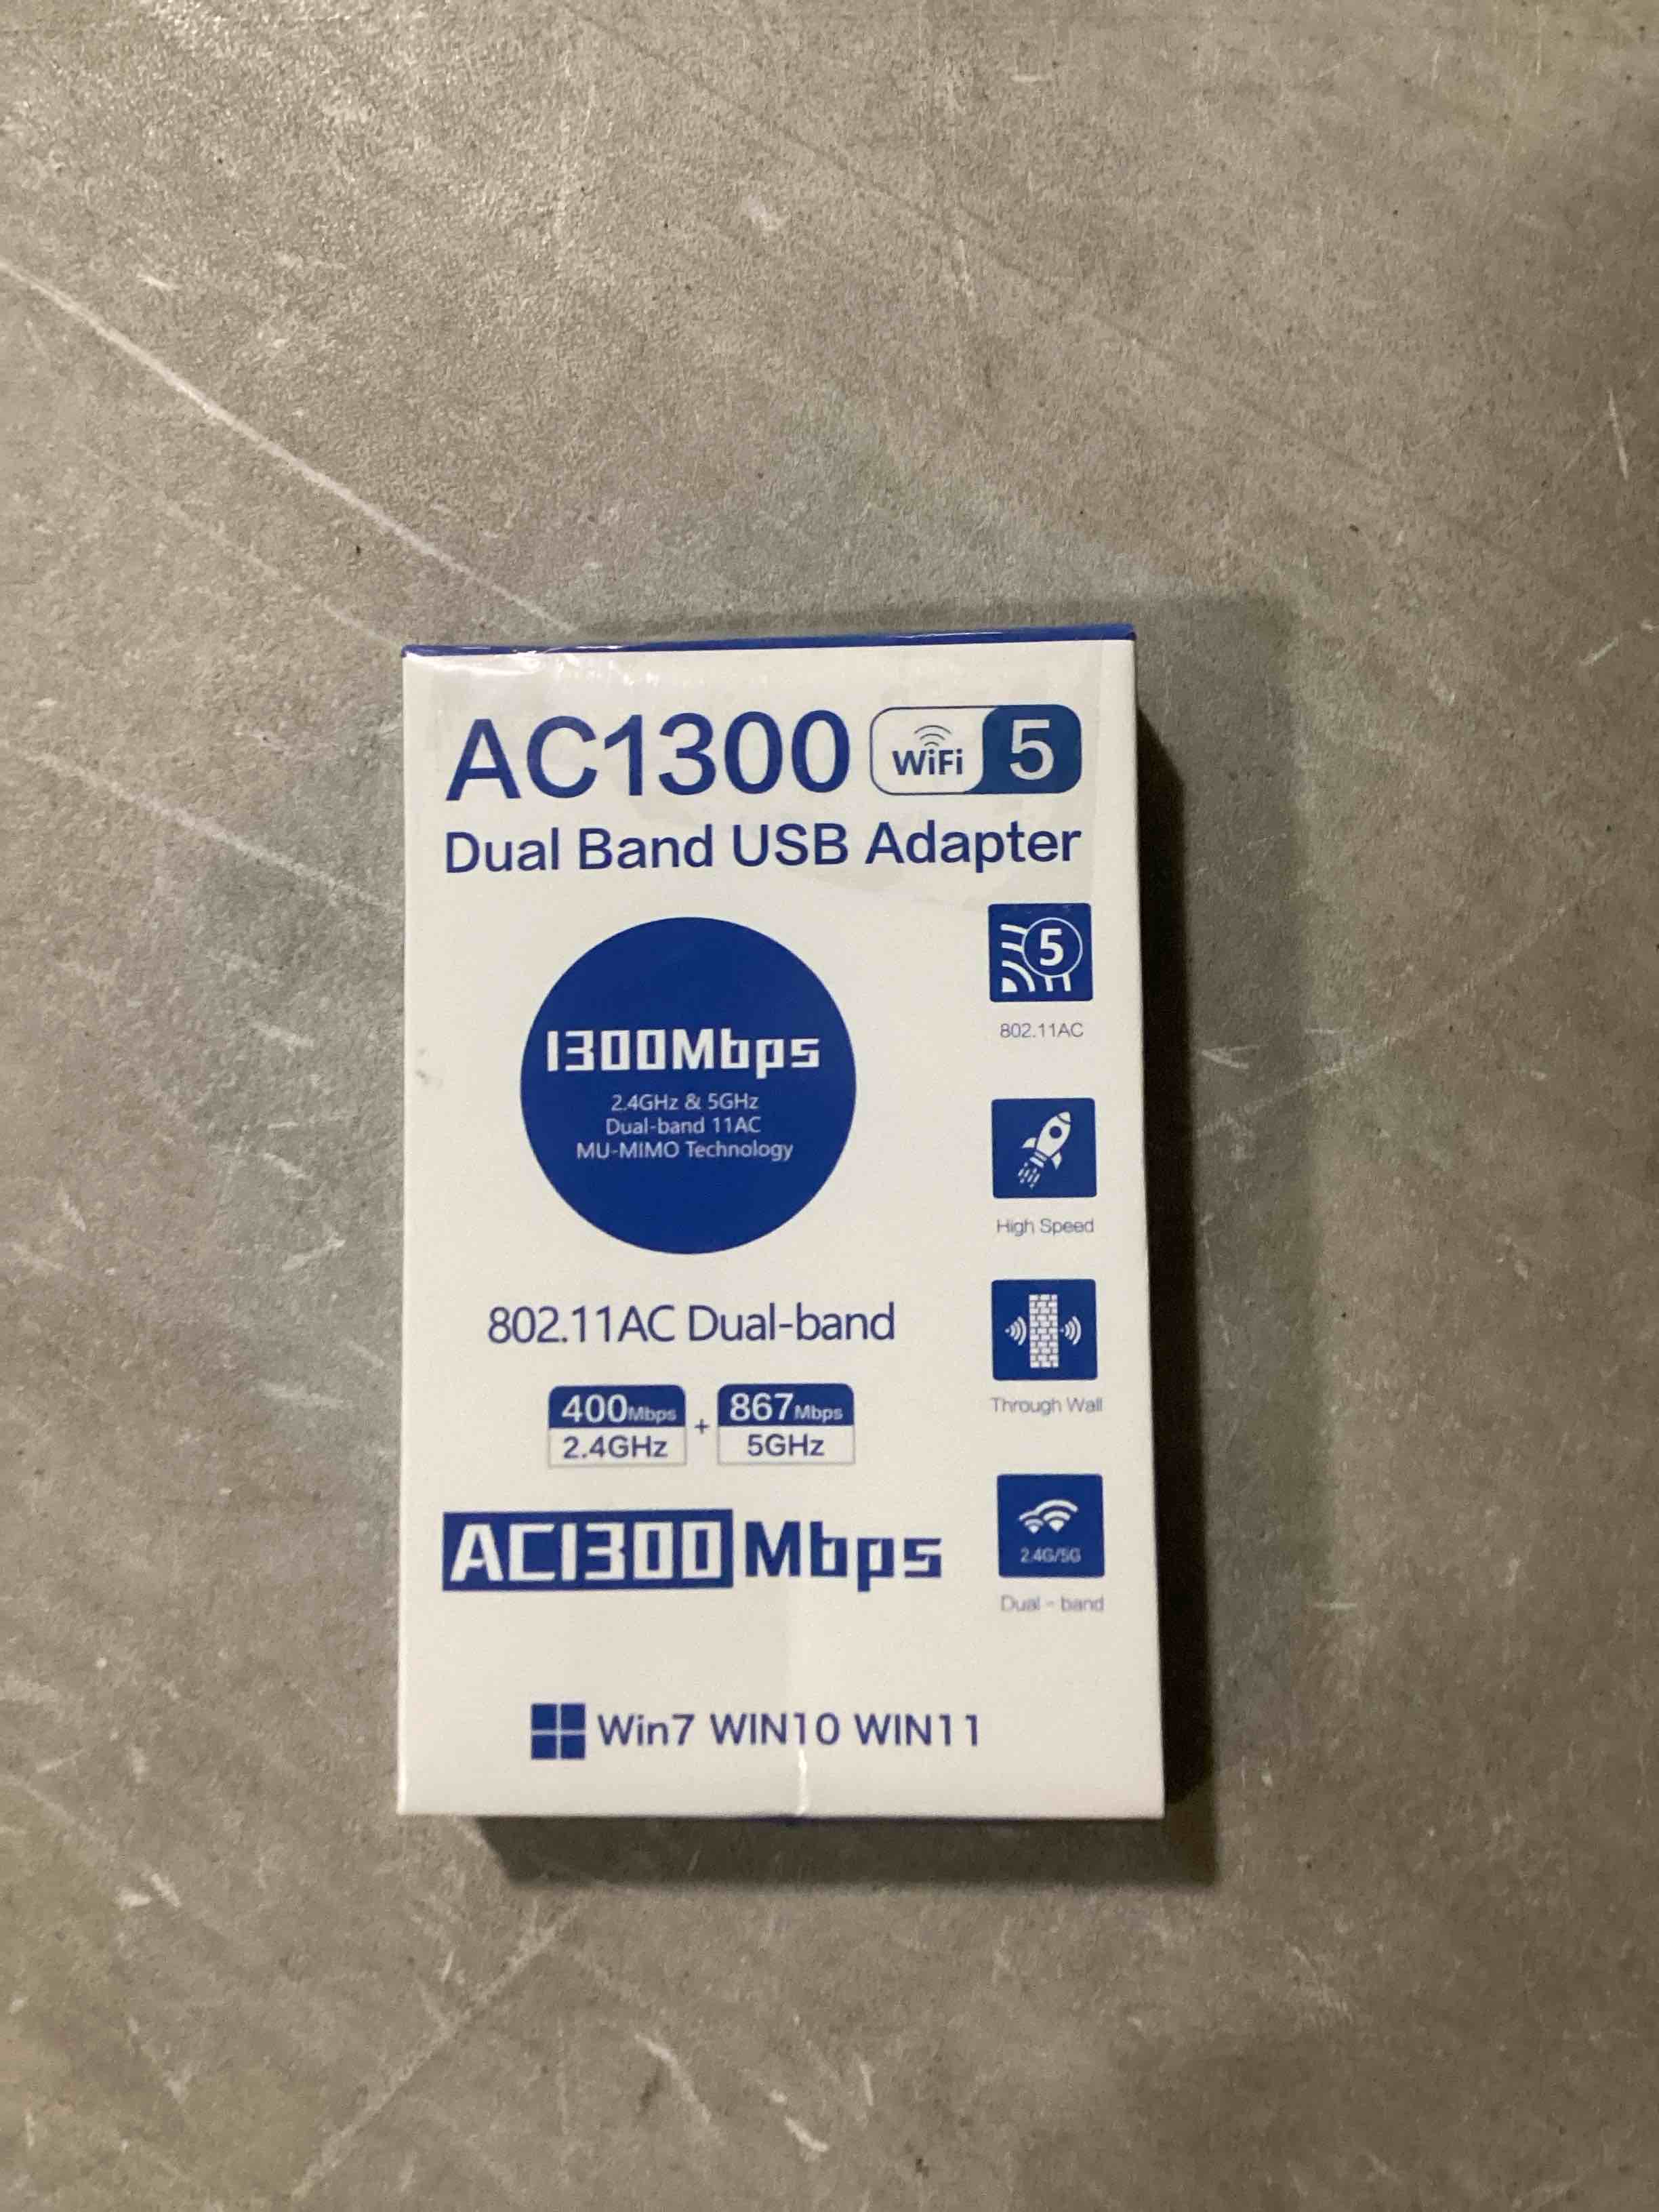 AC1300 WiFi 5
Dual Band USB Adapter
5
802.11AC
1300Mbps
2.4GHz & 5GHz
Dual-band 11AC
MU-MIMO Technology
High Speed
802.11AC Dual-band
Through Wall
400Mbps + 867Mbps
2.4GHz 5GHz
AC1300Mbps
2.4G/5G
Dual - band
Win7 WIN10 WIN11